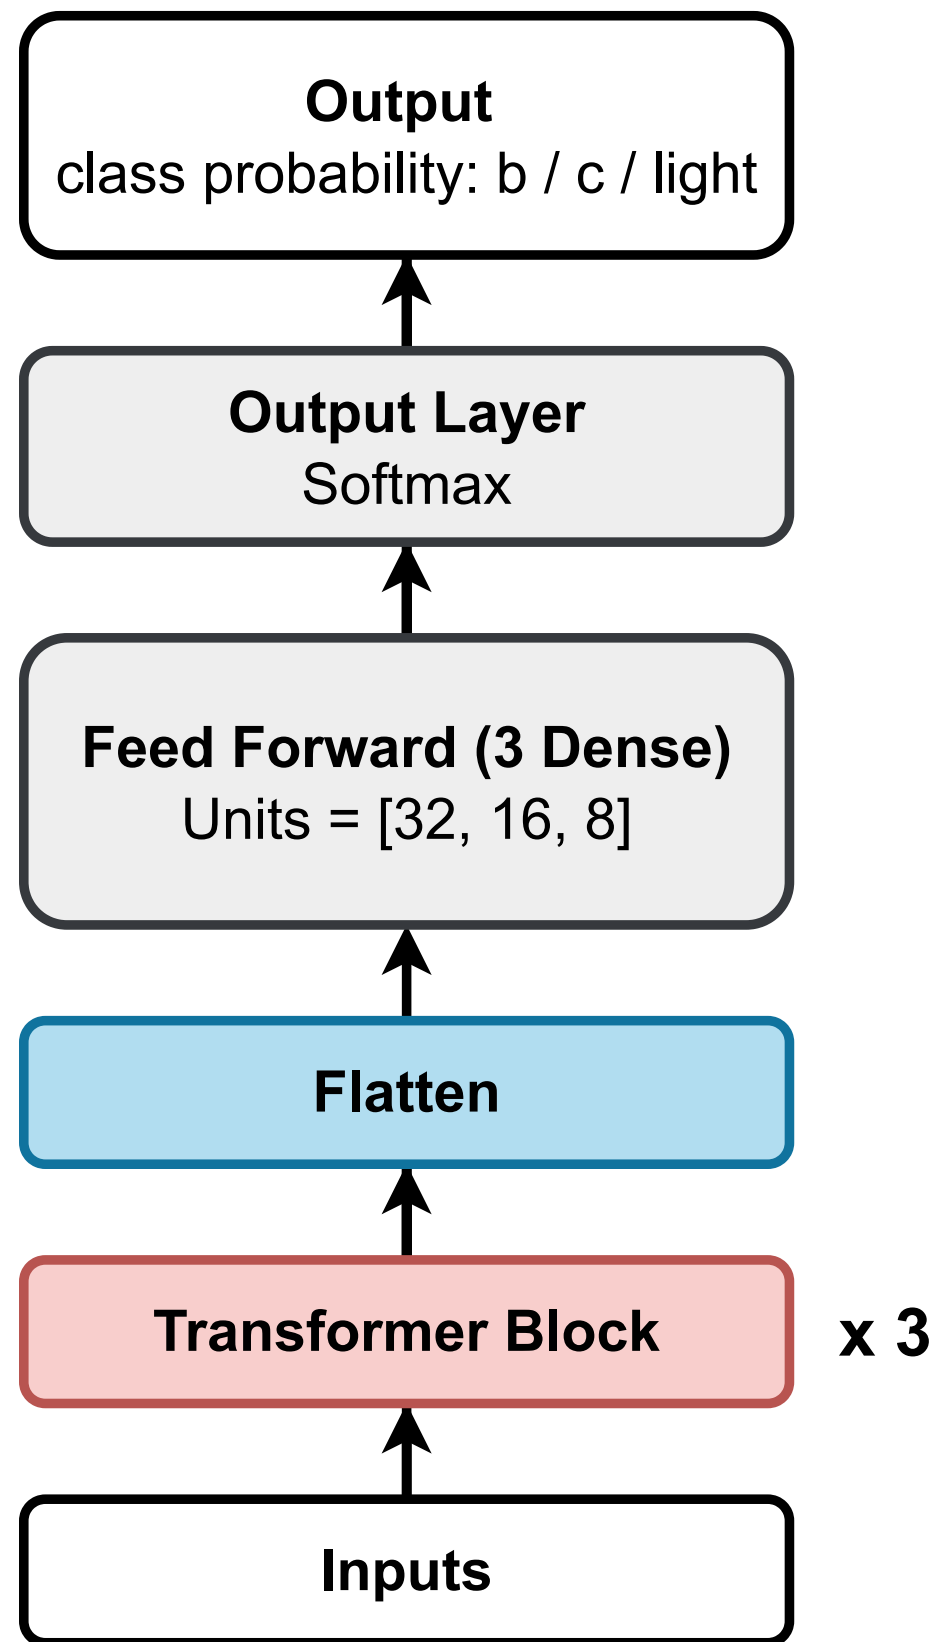 Output
class probability: b / c / light
Output Layer
Softmax
Feed Forward (3 Dense)
Units = [32, 16, 8]
Flatten
Transformer Block
x 3
Inputs